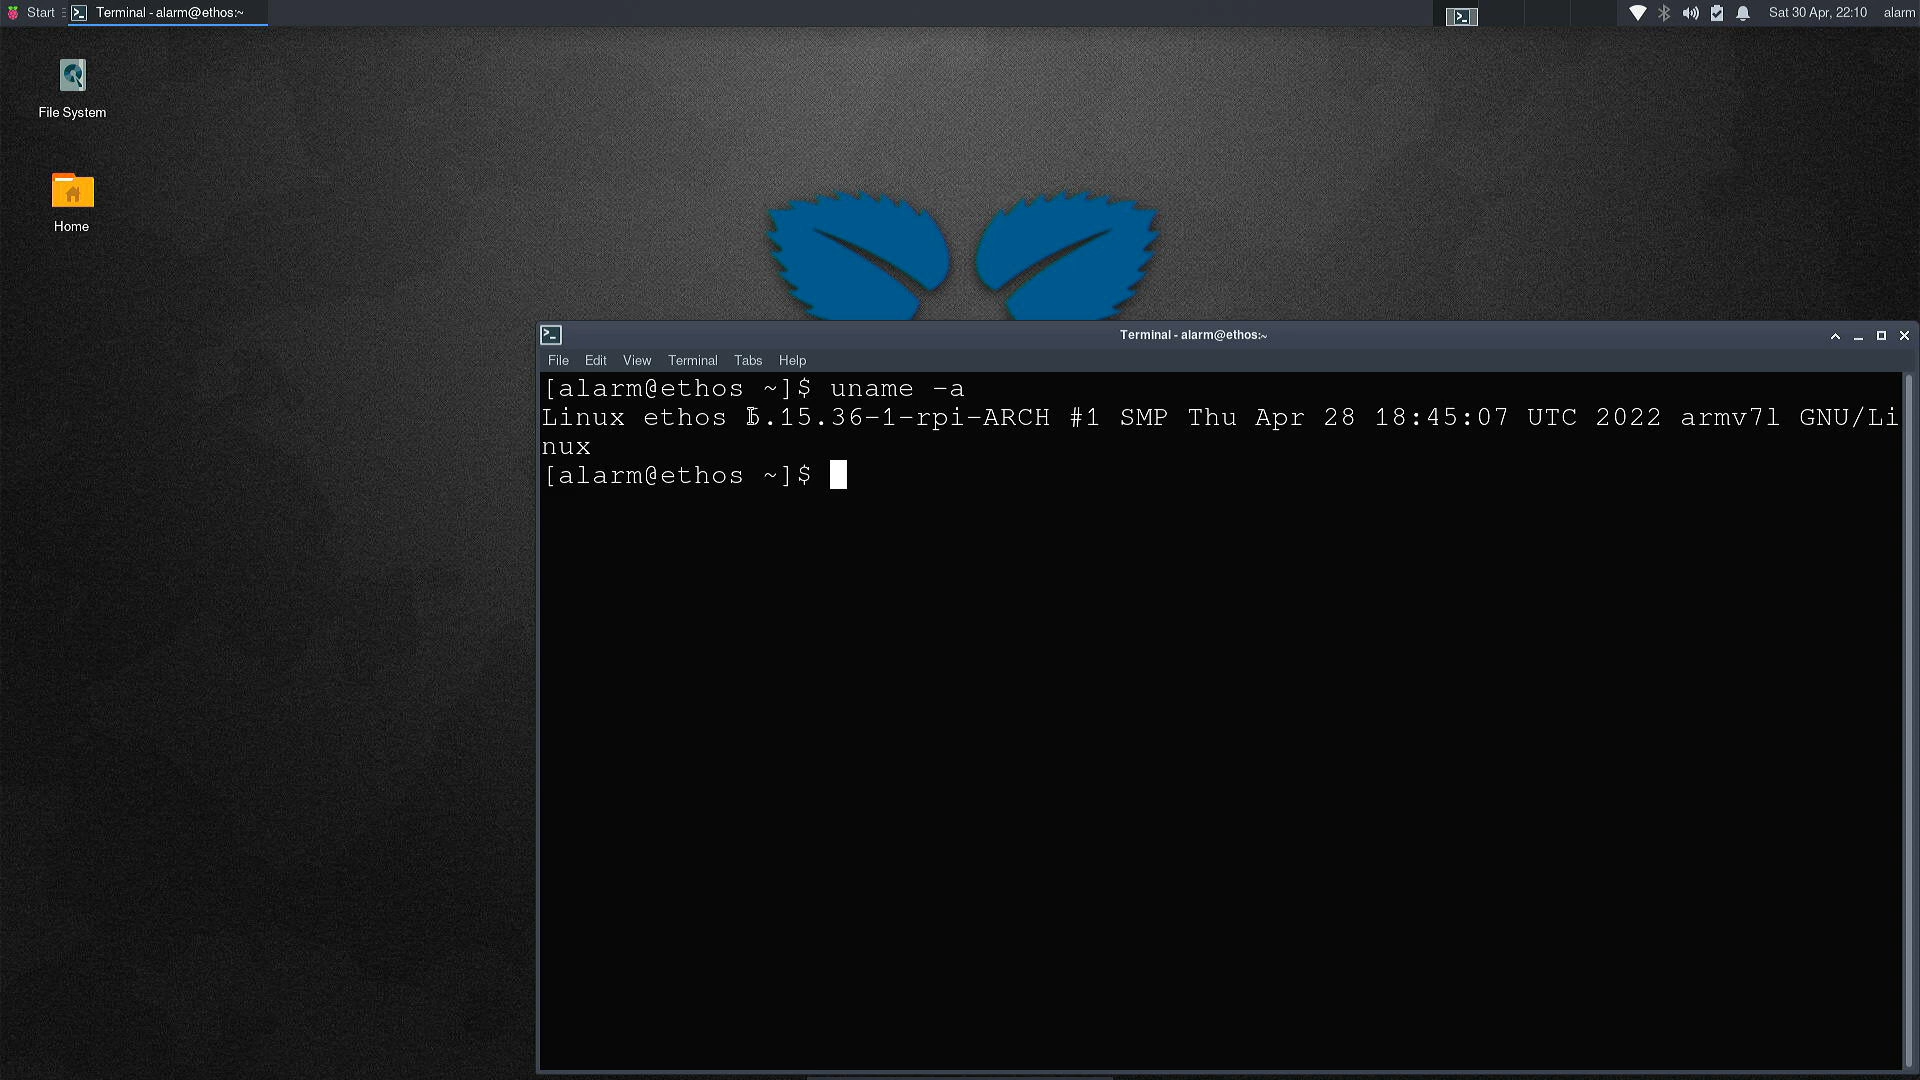 Start
Terminal - alarm@ethos:~
Sat 30 Apr, 22:10
alarm
File System
Home
Terminal - alarm@ethos:~
File Edit View Terminal Tabs Help
[alarm@ethos ~]$ uname -a
Linux ethos 5.15.36-1-rpi-ARCH #1 SMP Thu Apr 28 18:45:07 UTC 2022 armv7l GNU/Li
nux
[alarm@ethos ~]$